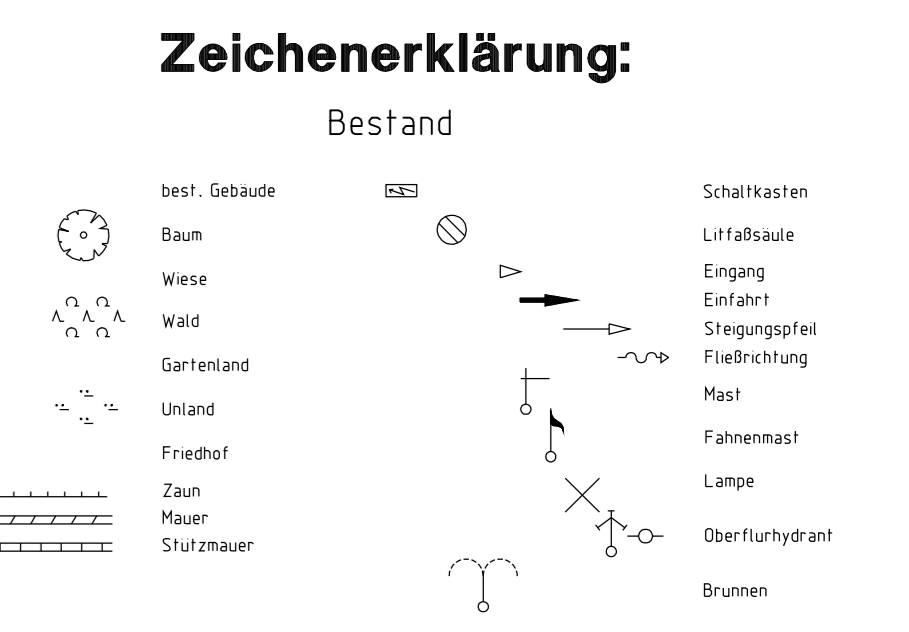 Zeichenerklärung:
Bestand
best. Gebäude
Baum
Wiese
Wald
Gartenland
Unland
Friedhof
Zaun
Mauer
Stützmauer
Schaltkasten
Litfaßsäule
Eingang
Einfahrt
Steigungspfeil
Fließrichtung
Mast
Fahnenmast
Lampe
Oberflurhydrant
Brunnen